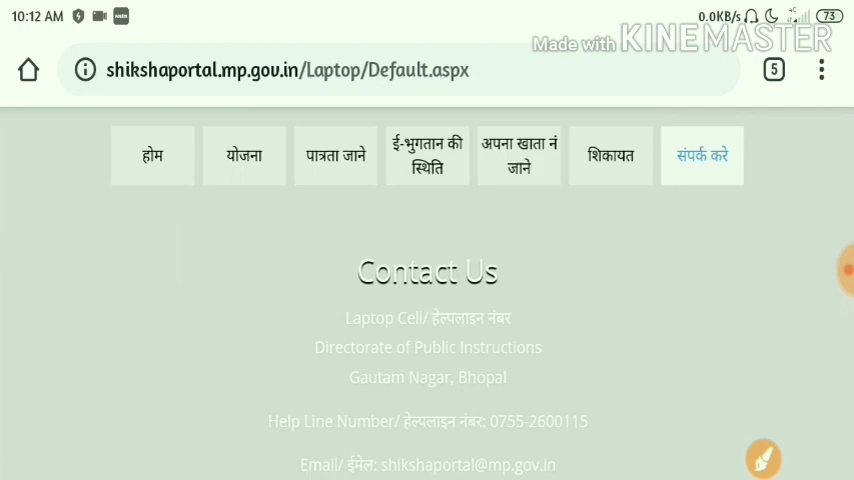 10:12 AM
0.0KB/s 4G 73
Made with KINEMASTER
shikshaportal.mp.gov.in/Laptop/Default.aspx
5
होम
योजना
पात्रता जाने
ई-भुगतान की
स्थिति
अपना खाता नं
जाने
शिकायत
संपर्क करे
Contact Us
Laptop Cell/ हेल्पलाइन नंबर
Directorate of Public Instructions
Gautam Nagar, Bhopal
Help Line Number/ हेल्पलाइन नंबर: 0755-2600115
Email/ ईमेल: shikshaportal@mp.gov.in